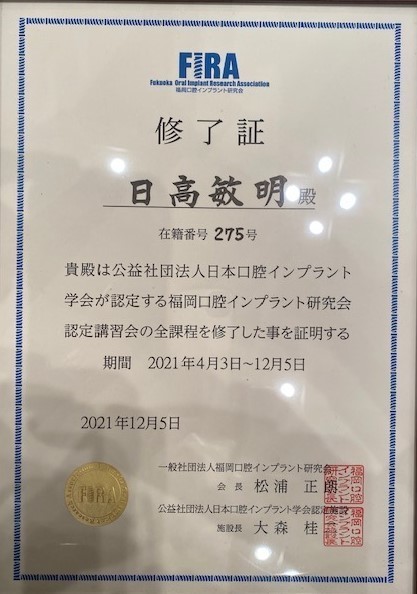 FIRA
Fukuoka Oral Implant Research Association
福岡口腔インプラント研究会
修了証
日高敏明 殿
在籍番号 275号
貴殿は公益社団法人日本口腔インプラント
学会が認定する福岡口腔インプラント研究会
認定講習会の全課程を修了した事を証明する
期間 2021年4月3日~12月5日
2021年12月5日
一般社団法人福岡口腔インプラント研究会
会長 松浦 正朗
公益社団法人日本口腔インプラント学会認定施設
施設長 大森 桂
FIRA